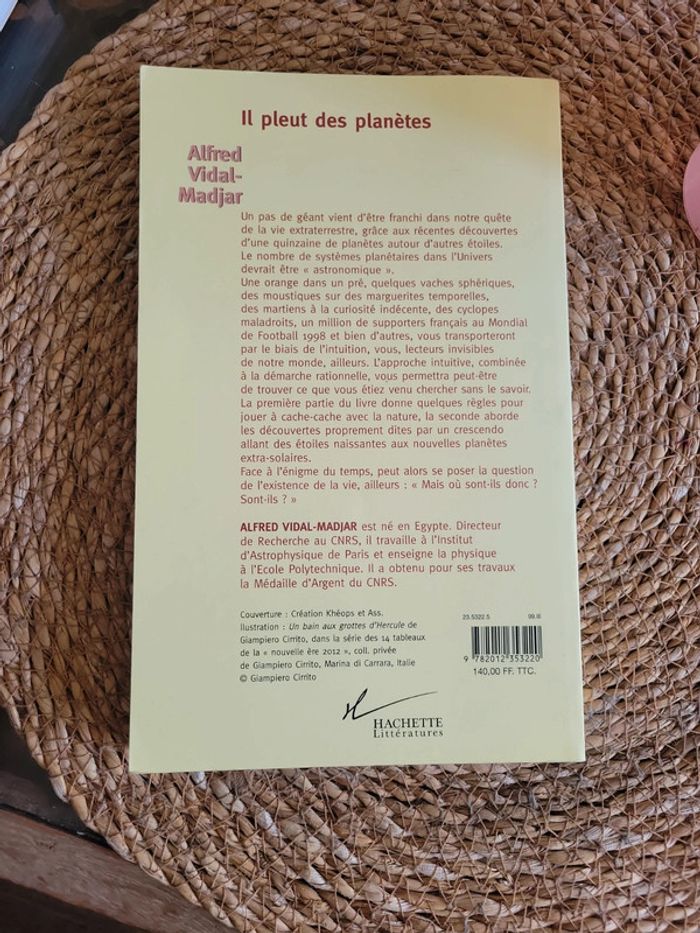 Il pleut des planètes
Alfred
Vidal-
Madjar
Un pas de géant vient d'être franchi dans notre quête
de la vie extraterrestre, grâce aux récentes découvertes
d'une quinzaine de planètes autour d'autres étoiles.
Le nombre de systèmes planétaires dans l'Univers
devrait être « astronomique ».
Une orange dans un pré, quelques vaches sphériques,
des moustiques sur des marguerites temporelles,
des martiens à la curiosité indécente, des cyclopes
maladroits, un million de supporters français au Mondial
de Football 1998 et bien d'autres, vous transporteront
par le biais de l'intuition, vous, lecteurs invisibles
de notre monde, ailleurs. L'approche intuitive, combinée
à la démarche rationnelle, vous permettra peut-être
de trouver ce que vous étiez venu chercher sans le savoir.
La première partie du livre donne quelques règles pour
jouer à cache-cache avec la nature, la seconde aborde
les découvertes proprement dites par un crescendo
allant des étoiles naissantes aux nouvelles planètes
extra-solaires.
Face à l'énigme du temps, peut alors se poser la question
de l'existence de la vie, ailleurs : « Mais où sont-ils donc ?
Sont-ils ? »
ALFRED VIDAL-MADJAR est né en Egypte. Directeur
de Recherche au CNRS, il travaille à l'Institut
d'Astrophysique de Paris et enseigne la physique
à l'Ecole Polytechnique. Il a obtenu pour ses travaux
la Médaille d'Argent du CNRS.
Couverture : Création Khéops et Ass.
Ilustration : Un bain aux grottes d'Hercule de
Giampiero Cirrito, dans la série des 14 tableaux
de la « nouvelle ère 2012 », coll. privée
de Giampiero Cirrito, Marina di Carrara, Italie
© Giampiero Cirrito
23.5322.5 99.III
9 782012 353220
140,00 FF. TTC.
HACHETTE
Littératures